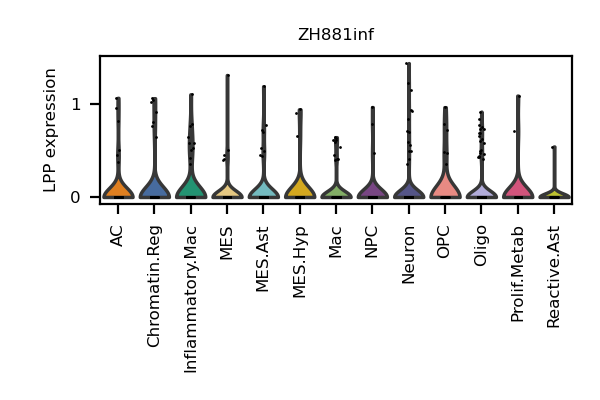 ZH881inf
LPP expression
1
0
AC
Chromatin.Reg
Inflammatory.Mac
MES
MES.Ast
MES.Hyp
Mac
NPC
Neuron
OPC
Oligo
Prolif.Metab
Reactive.Ast